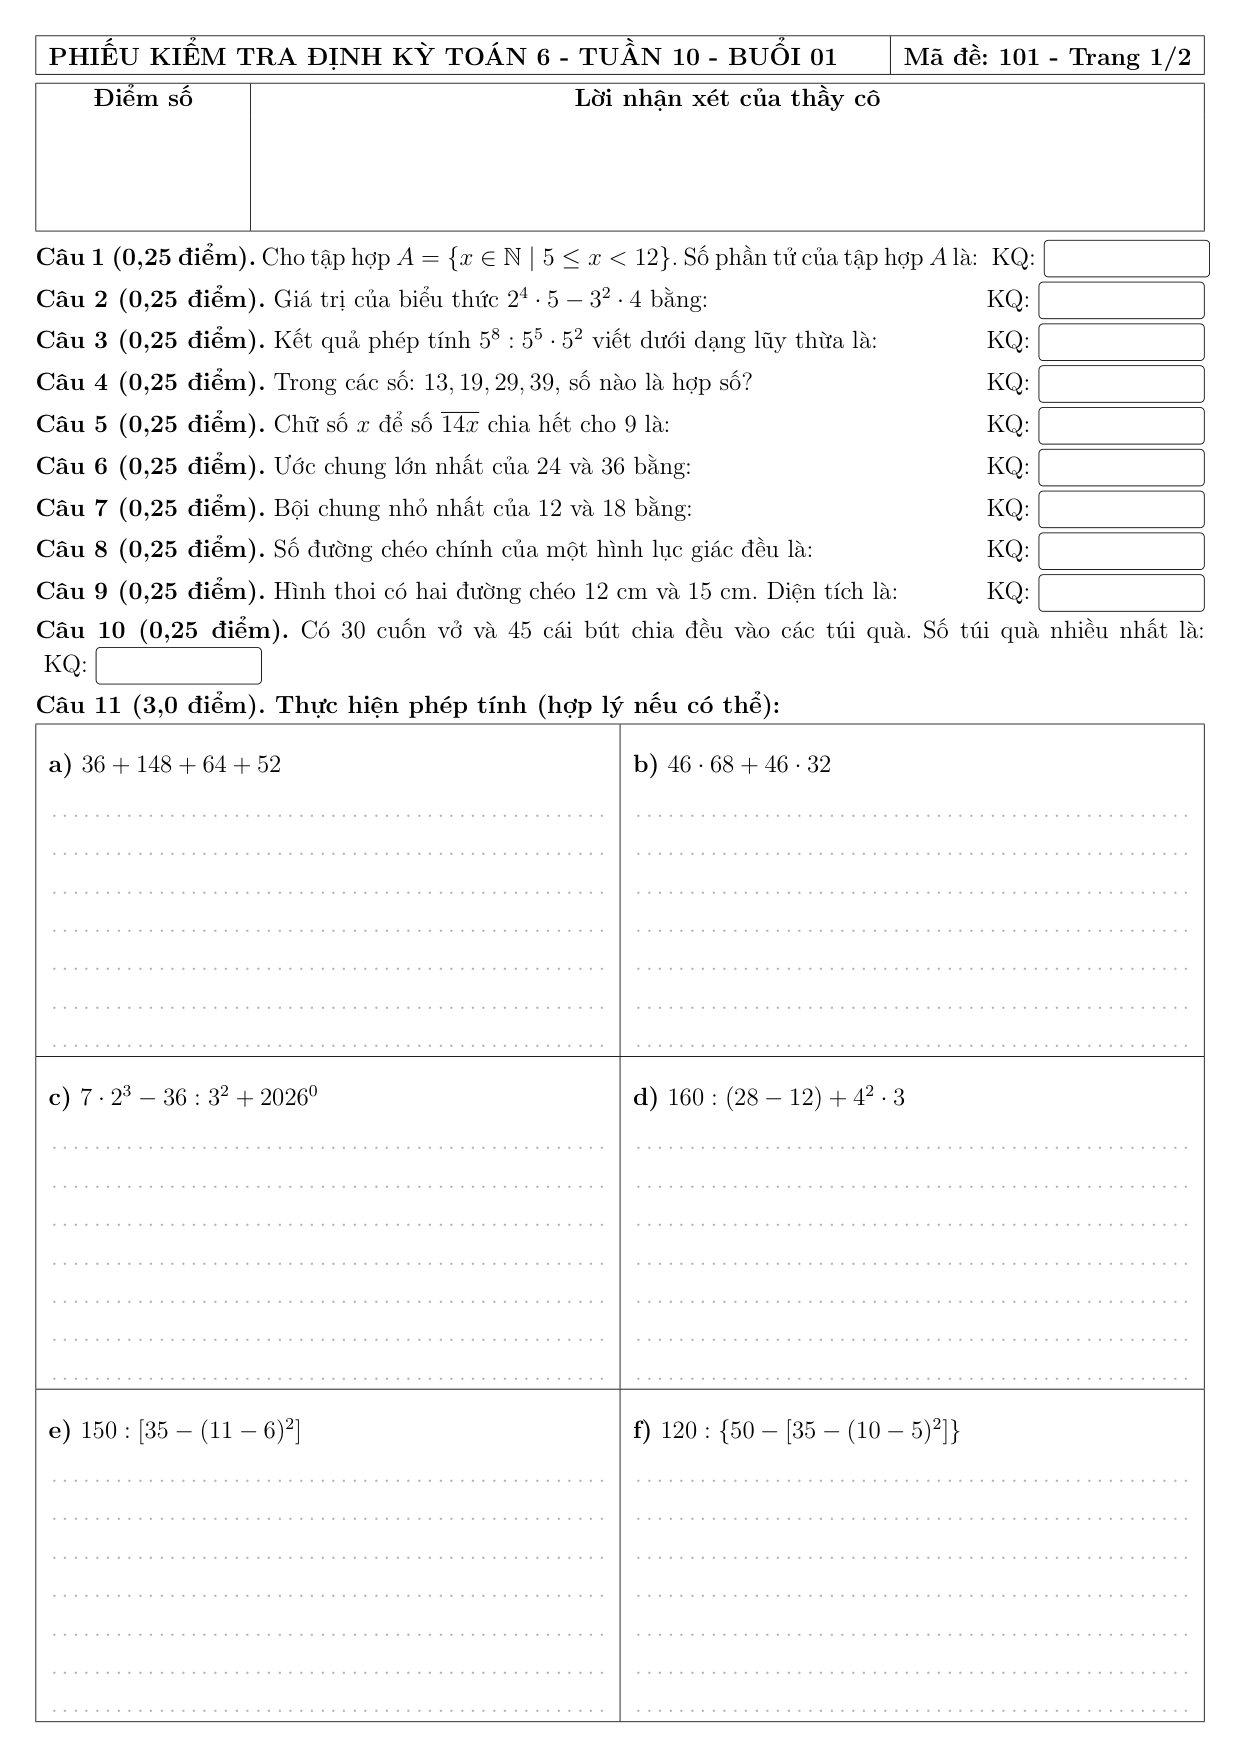 PHIẾU KIỂM TRA ĐỊNH KỲ TOÁN 6 - TUẦN 10 - BUỔI 01
Mã đề: 101 - Trang 1/2
Điểm số
Lời nhận xét của thầy cô
Câu 1 (0,25 điểm). Cho tập hợp A = {x ∈ ℕ | 5 ≤ x < 12}. Số phần tử của tập hợp A là: KQ:
Câu 2 (0,25 điểm). Giá trị của biểu thức 2⁴ · 5 − 3² · 4 bằng: KQ:
Câu 3 (0,25 điểm). Kết quả phép tính 5⁸ : 5⁵ · 5² viết dưới dạng lũy thừa là: KQ:
Câu 4 (0,25 điểm). Trong các số: 13, 19, 29, 39, số nào là hợp số? KQ:
Câu 5 (0,25 điểm). Chữ số x để số 1̅4̅x̅ chia hết cho 9 là: KQ:
Câu 6 (0,25 điểm). Ước chung lớn nhất của 24 và 36 bằng: KQ:
Câu 7 (0,25 điểm). Bội chung nhỏ nhất của 12 và 18 bằng: KQ:
Câu 8 (0,25 điểm). Số đường chéo chính của một hình lục giác đều là: KQ:
Câu 9 (0,25 điểm). Hình thoi có hai đường chéo 12 cm và 15 cm. Diện tích là: KQ:
Câu 10 (0,25 điểm). Có 30 cuốn vở và 45 cái bút chia đều vào các túi quà. Số túi quà nhiều nhất là:
KQ:
Câu 11 (3,0 điểm). Thực hiện phép tính (hợp lý nếu có thể):
a) 36 + 148 + 64 + 52
b) 46 · 68 + 46 · 32
c) 7 · 2³ − 36 : 3² + 2026⁰
d) 160 : (28 − 12) + 4² · 3
e) 150 : [35 − (11 − 6)²]
f) 120 : {50 − [35 − (10 − 5)²]}